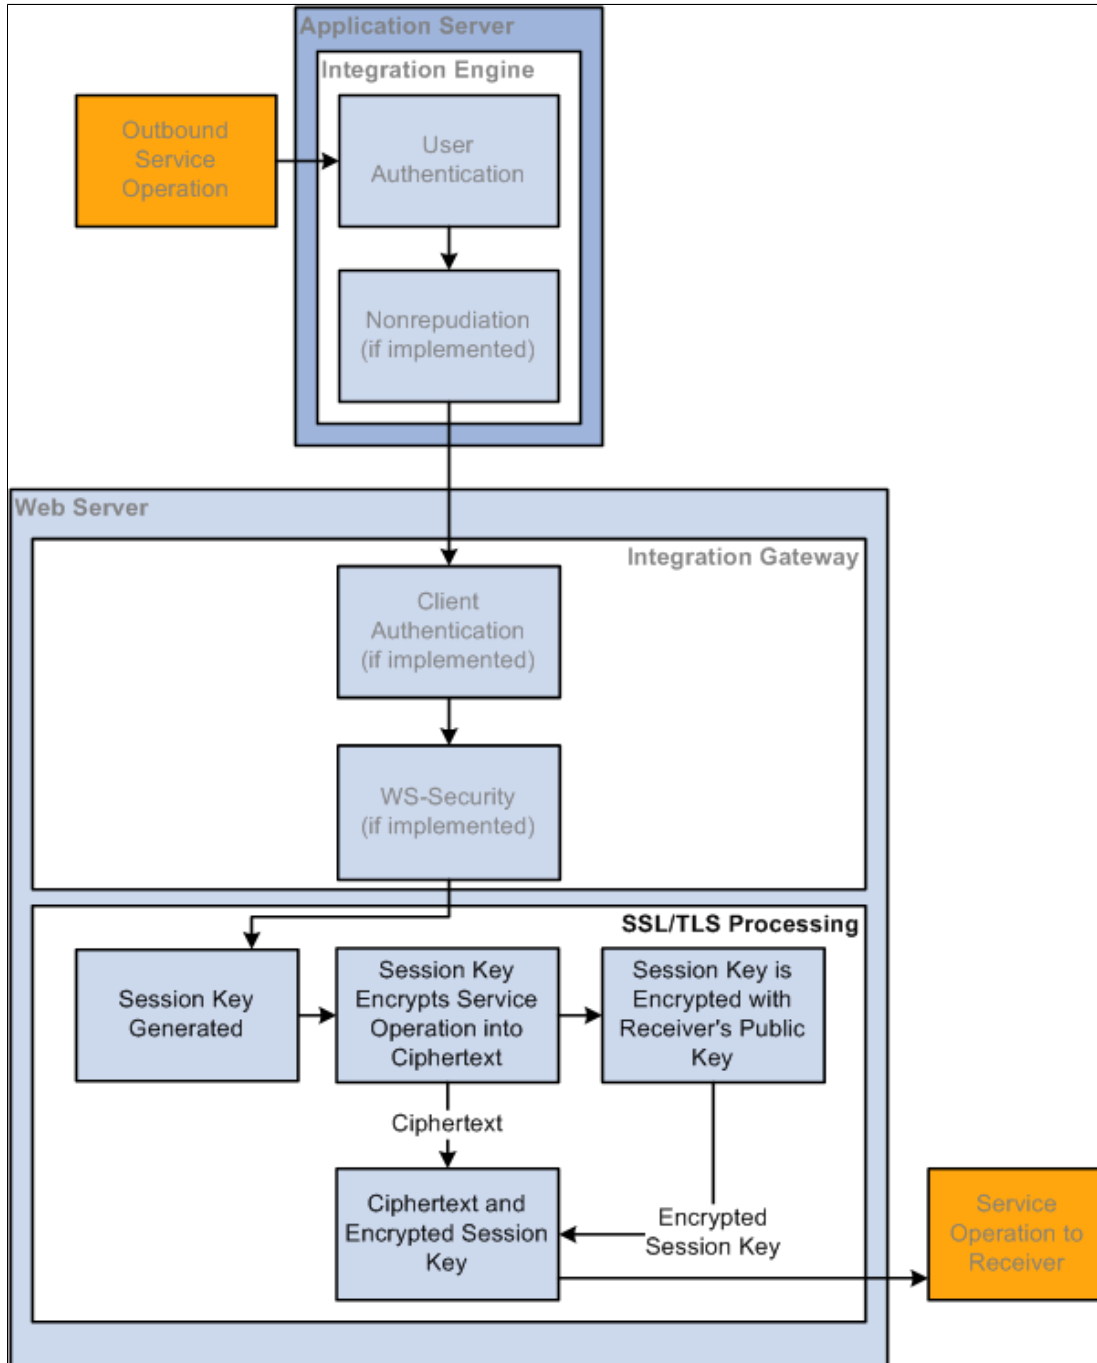 Application Server
Integration Engine
Outbound
Service
Operation
User
Authentication
Nonrepudiation
(if implemented)
Web Server
Integration Gateway
Client
Authentication
(if implemented)
WS-Security
(if implemented)
SSL/TLS Processing
Session Key
Generated
Session Key
Encrypts Service
Operation into
Ciphertext
Session Key is
Encrypted with
Receiver's Public
Key
Ciphertext
Ciphertext and
Encrypted Session
Key
Encrypted
Session Key
Service
Operation to
Receiver